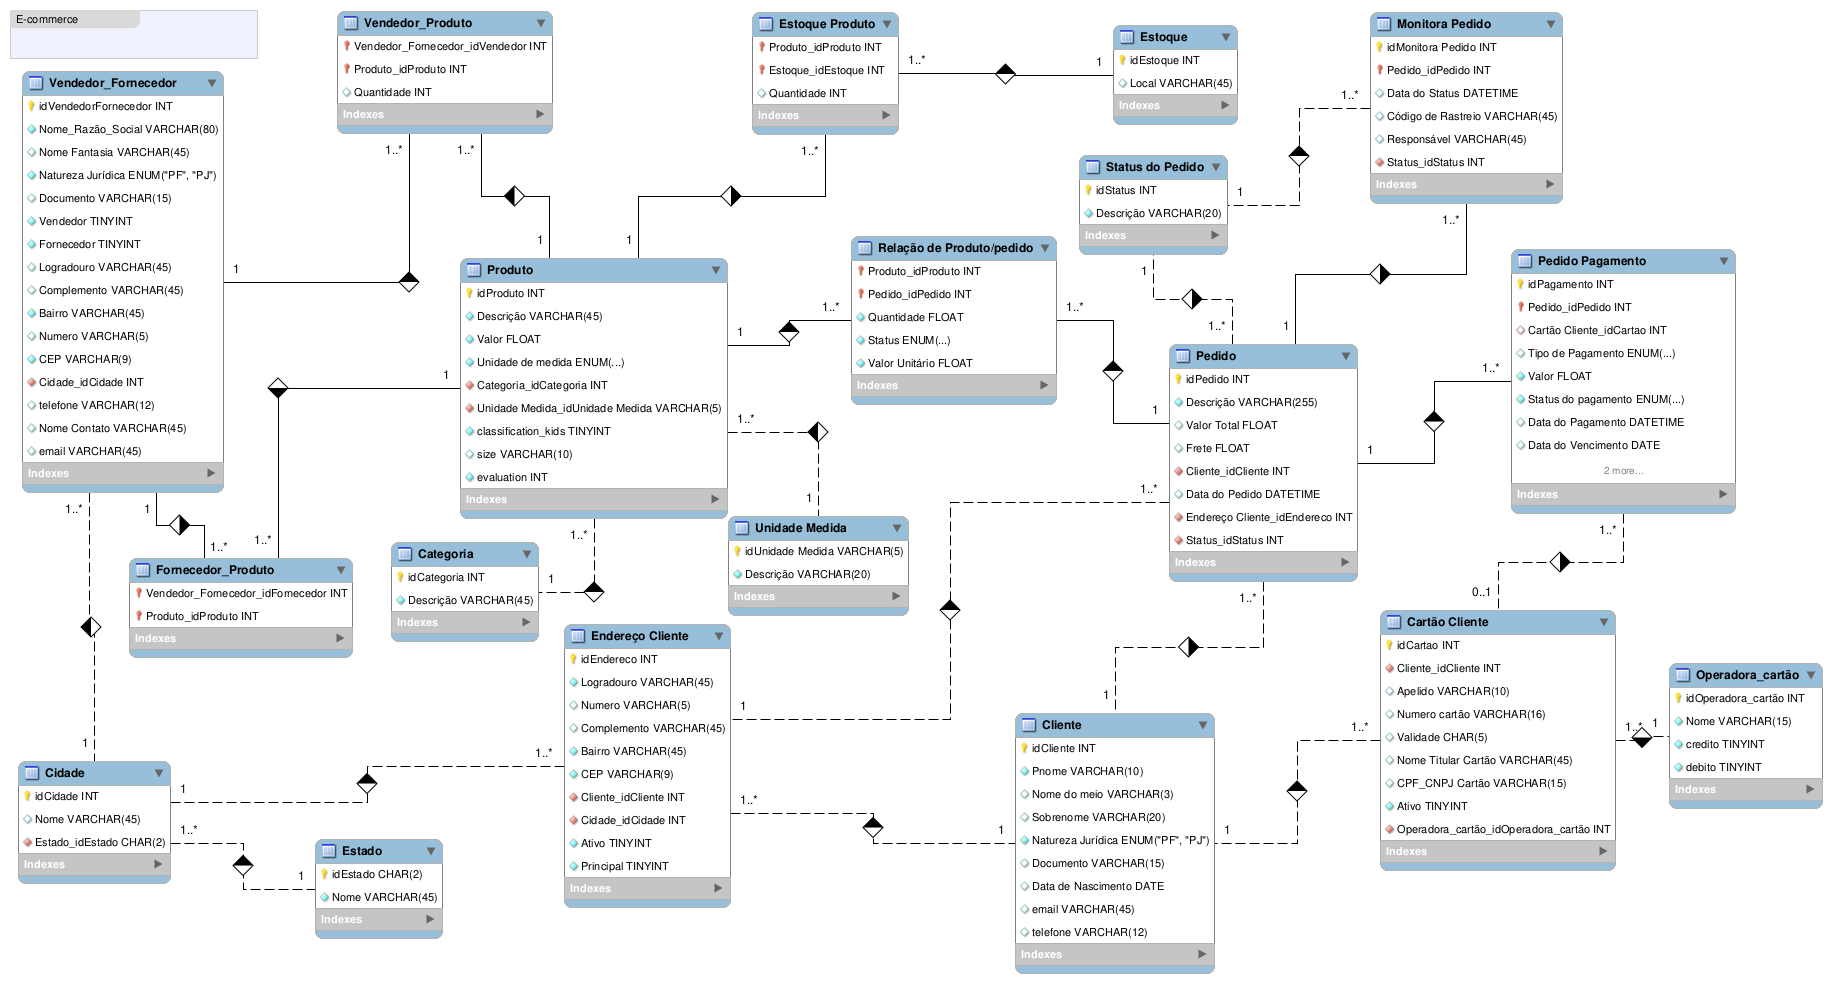 E-commerce
Vendedor_Fornecedor
idVendedorFornecedor INT
Nome_Razão_Social VARCHAR(80)
Nome Fantasia VARCHAR(45)
Natureza Jurídica ENUM("PF", "PJ")
Documento VARCHAR(15)
Vendedor TINYINT
Fornecedor TINYINT
Logradouro VARCHAR(45)
Complemento VARCHAR(45)
Bairro VARCHAR(45)
Numero VARCHAR(5)
CEP VARCHAR(9)
Cidade_idCidade INT
telefone VARCHAR(12)
Nome Contato VARCHAR(45)
email VARCHAR(45)
Indexes
Vendedor_Produto
Vendedor_Fornecedor_idVendedor INT
Produto_idProduto INT
Quantidade INT
Indexes
1..*
1..*
1
1
Estoque Produto
Produto_idProduto INT
Estoque_idEstoque INT
Quantidade INT
Indexes
1..*
1
1..*
1
Estoque
idEstoque INT
Local VARCHAR(45)
Indexes
Monitora Pedido
idMonitora Pedido INT
Pedido_idPedido INT
Data do Status DATETIME
Código de Rastreio VARCHAR(45)
Responsável VARCHAR(45)
Status_idStatus INT
Indexes
1..*
1
1..*
1
Status do Pedido
idStatus INT
Descrição VARCHAR(20)
Indexes
1
1..*
Produto
idProduto INT
Descrição VARCHAR(45)
Valor FLOAT
Unidade de medida ENUM(...)
Categoria_idCategoria INT
Unidade Medida_idUnidade Medida VARCHAR(5)
classification_kids TINYINT
size VARCHAR(10)
evaluation INT
Indexes
1
1..*
1
1..*
1..*
1
1..*
1
Relação de Produto/pedido
Produto_idProduto INT
Pedido_idPedido INT
Quantidade FLOAT
Status ENUM(...)
Valor Unitário FLOAT
Indexes
1..*
1
Pedido
idPedido INT
Descrição VARCHAR(255)
Valor Total FLOAT
Frete FLOAT
Cliente_idCliente INT
Data do Pedido DATETIME
Endereço Cliente_idEndereco INT
Status_idStatus INT
Indexes
1
1..*
1..*
1
1..*
1
Pedido Pagamento
idPagamento INT
Pedido_idPedido INT
Cartão Cliente_idCartao INT
Tipo de Pagamento ENUM(...)
Valor FLOAT
Status do pagamento ENUM(...)
Data do Pagamento DATETIME
Data do Vencimento DATE
2 more...
Indexes
1..*
0..1
Fornecedor_Produto
Vendedor_Fornecedor_idFornecedor INT
Produto_idProduto INT
Indexes
1
1..*
1..*
1
Categoria
idCategoria INT
Descrição VARCHAR(45)
Indexes
Unidade Medida
idUnidade Medida VARCHAR(5)
Descrição VARCHAR(20)
Indexes
Endereço Cliente
idEndereco INT
Logradouro VARCHAR(45)
Numero VARCHAR(5)
Complemento VARCHAR(45)
Bairro VARCHAR(45)
CEP VARCHAR(9)
Cliente_idCliente INT
Cidade_idCidade INT
Ativo TINYINT
Principal TINYINT
Indexes
1..*
1
1..*
1
Cidade
idCidade INT
Nome VARCHAR(45)
Estado_idEstado CHAR(2)
Indexes
1..*
1
Estado
idEstado CHAR(2)
Nome VARCHAR(45)
Indexes
Cliente
idCliente INT
Pnome VARCHAR(10)
Nome do meio VARCHAR(3)
Sobrenome VARCHAR(20)
Natureza Jurídica ENUM("PF", "PJ")
Documento VARCHAR(15)
Data de Nascimento DATE
email VARCHAR(45)
telefone VARCHAR(12)
Indexes
1
1..*
Cartão Cliente
idCartao INT
Cliente_idCliente INT
Apelido VARCHAR(10)
Numero cartão VARCHAR(16)
Validade CHAR(5)
Nome Titular Cartão VARCHAR(45)
CPF_CNPJ Cartão VARCHAR(15)
Ativo TINYINT
Operadora_cartão_idOperadora_cartão INT
Indexes
1..*
1
Operadora_cartão
idOperadora_cartão INT
Nome VARCHAR(15)
credito TINYINT
debito TINYINT
Indexes